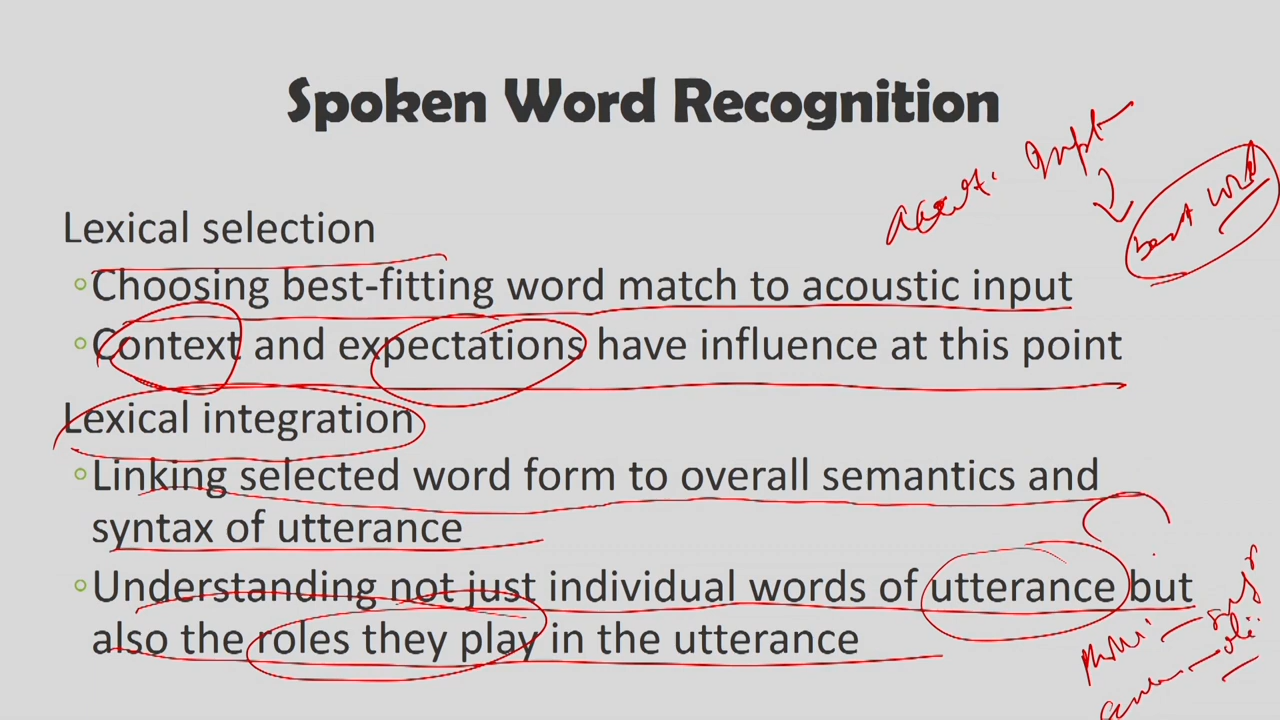 Spoken Word Recognition
Lexical selection
Choosing best-fitting word match to acoustic input
Context and expectations have influence at this point
Lexical integration
Linking selected word form to overall semantics and
syntax of utterance
Understanding not just individual words of utterance but
also the roles they play in the utterance
best word